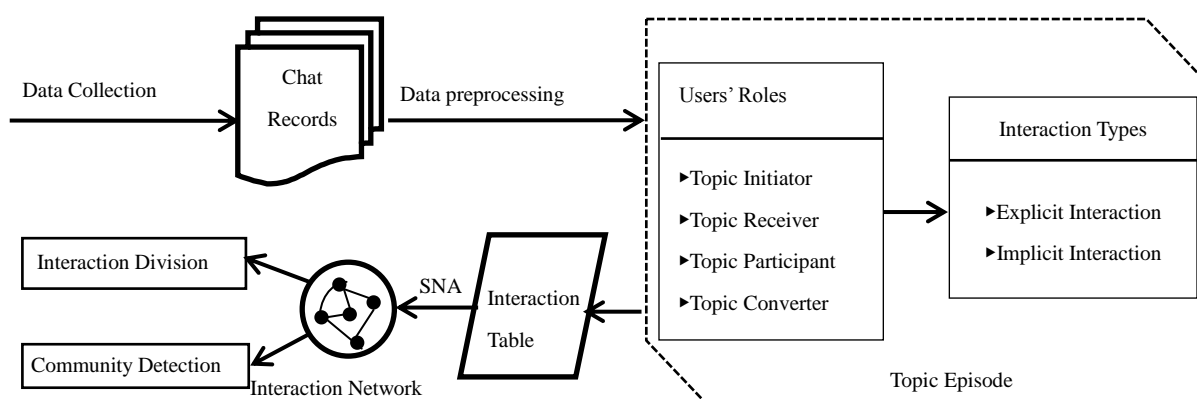 Data Collection
Chat
Records
Data preprocessing
Users' Roles
▸Topic Initiator
▸Topic Receiver
▸Topic Participant
▸Topic Converter
Interaction Types
▸Explicit Interaction
▸Implicit Interaction
Topic Episode
Interaction
Table
SNA
Interaction Network
Interaction Division
Community Detection